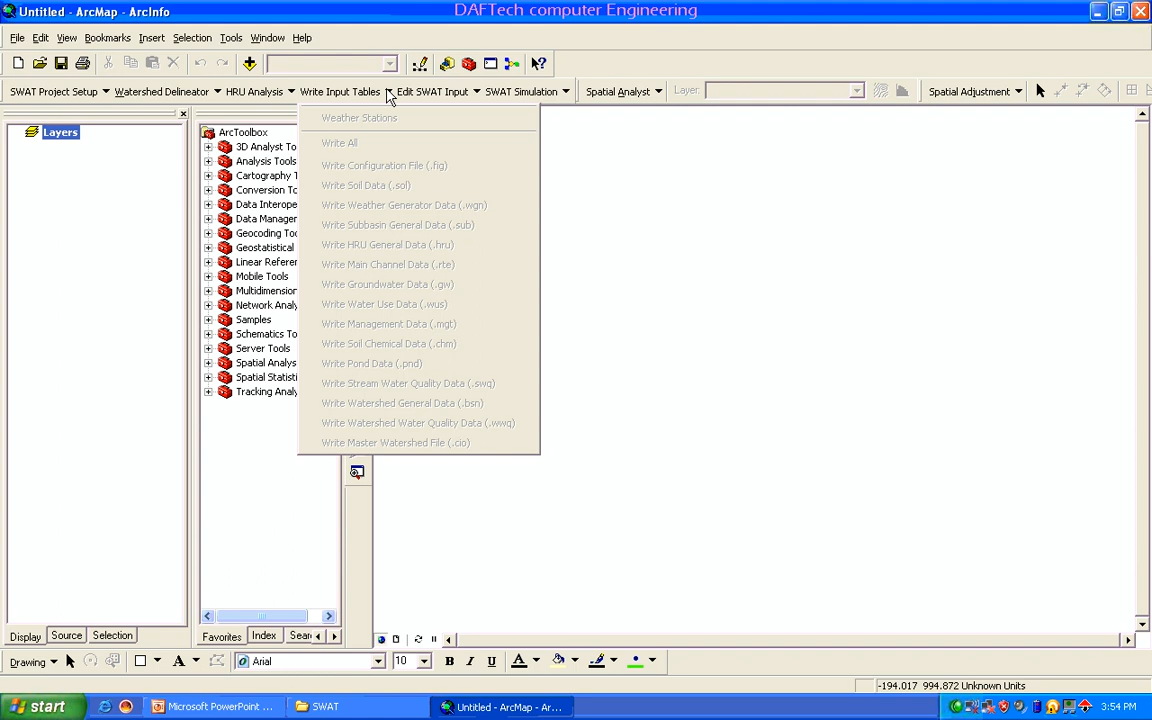 Untitled - ArcMap - ArcInfo
DAFTech computer Engineering
File Edit View Bookmarks Insert Selection Tools Window Help
SWAT Project Setup Watershed Delineator HRU Analysis Write Input Tables Edit SWAT Input SWAT Simulation Spatial Analyst Layer: Spatial Adjustment
Layers
ArcToolbox
3D Analyst To
Analysis Tools
Cartography T
Conversion To
Data Interope
Data Manager
Geocoding Too
Geostatistical
Linear Referer
Mobile Tools
Multidimension
Network Analy
Samples
Schematics To
Server Tools
Spatial Analys
Spatial Statisti
Tracking Analy
Weather Stations
Write All
Write Configuration File (.fig)
Write Soil Data (.sol)
Write Weather Generator Data (.wgn)
Write Subbasin General Data (.sub)
Write HRU General Data (.hru)
Write Main Channel Data (.rte)
Write Groundwater Data (.gw)
Write Water Use Data (.wus)
Write Management Data (.mgt)
Write Soil Chemical Data (.chm)
Write Pond Data (.pnd)
Write Stream Water Quality Data (.swq)
Write Watershed General Data (.bsn)
Write Watershed Water Quality Data (.wwq)
Write Master Watershed File (.cio)
Display Source Selection
Favorites Index Sear
Drawing A Arial 10 B I U A
-194.017 994.872 Unknown Units
start Microsoft PowerPoint ... SWAT Untitled - ArcMap - Ar... 3:54 PM